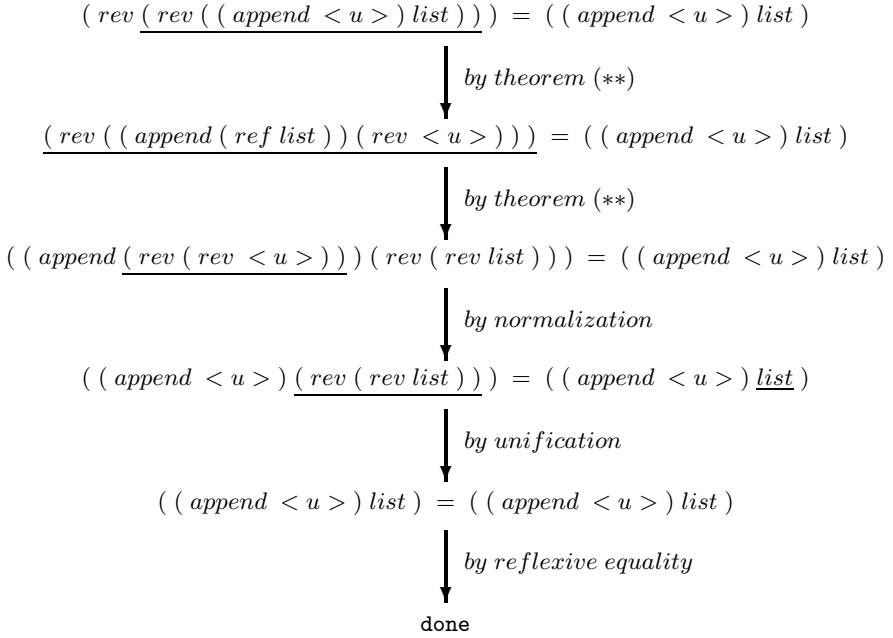 ( rev ( rev ( ( append < u > ) list ) ) ) = ( ( append < u > ) list )
by theorem (**)
( rev ( ( append ( ref list ) ) ( rev < u > ) ) ) = ( ( append < u > ) list )
by theorem (**)
( ( append ( rev ( rev < u > ) ) ) ( rev ( rev list ) ) ) = ( ( append < u > ) list )
by normalization
( ( append < u > ) ( rev ( rev list ) ) ) = ( ( append < u > ) list )
by unification
( ( append < u > ) list ) = ( ( append < u > ) list )
by reflexive equality
done